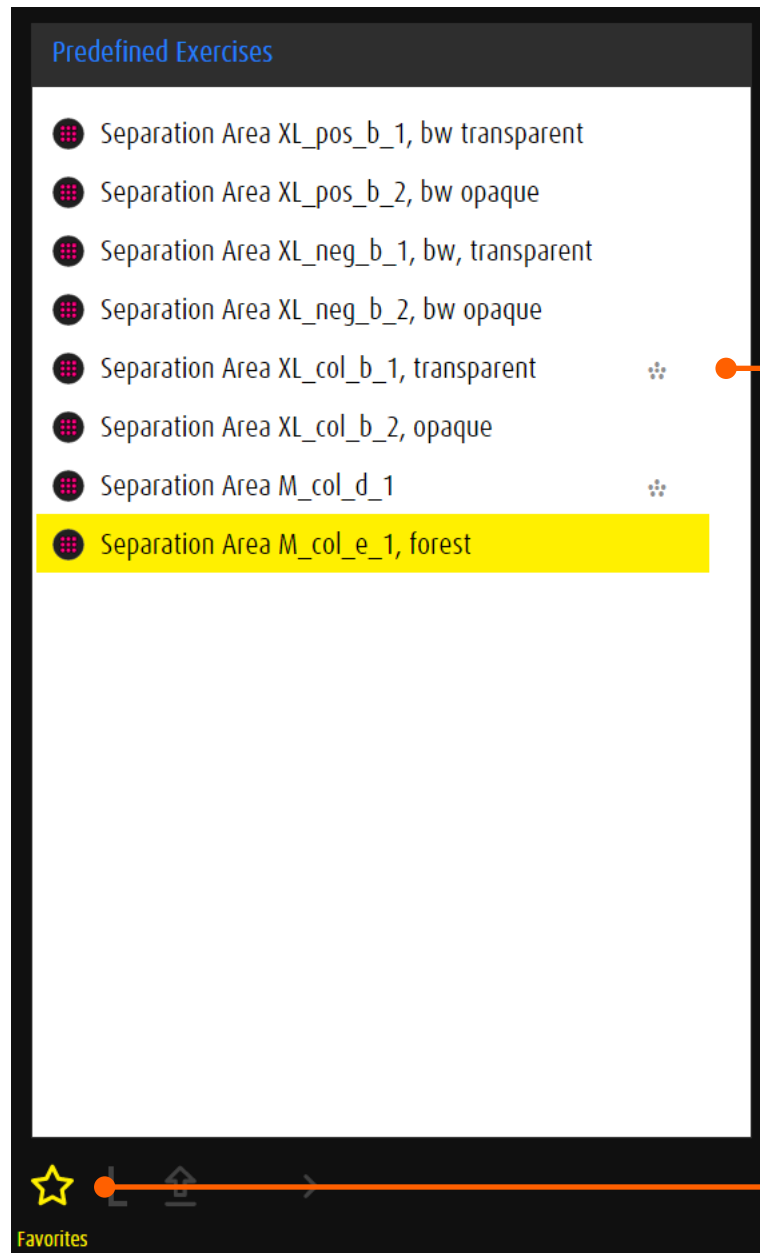 Predefined Exercises
Separation Area XL_pos_b_1, bw transparent
Separation Area XL_pos_b_2, bw opaque
Separation Area XL_neg_b_1, bw, transparent
Separation Area XL_neg_b_2, bw opaque
Separation Area XL_col_b_1, transparent
Separation Area XL_col_b_2, opaque
Separation Area M_col_d_1
Separation Area M_col_e_1, forest
Favorites